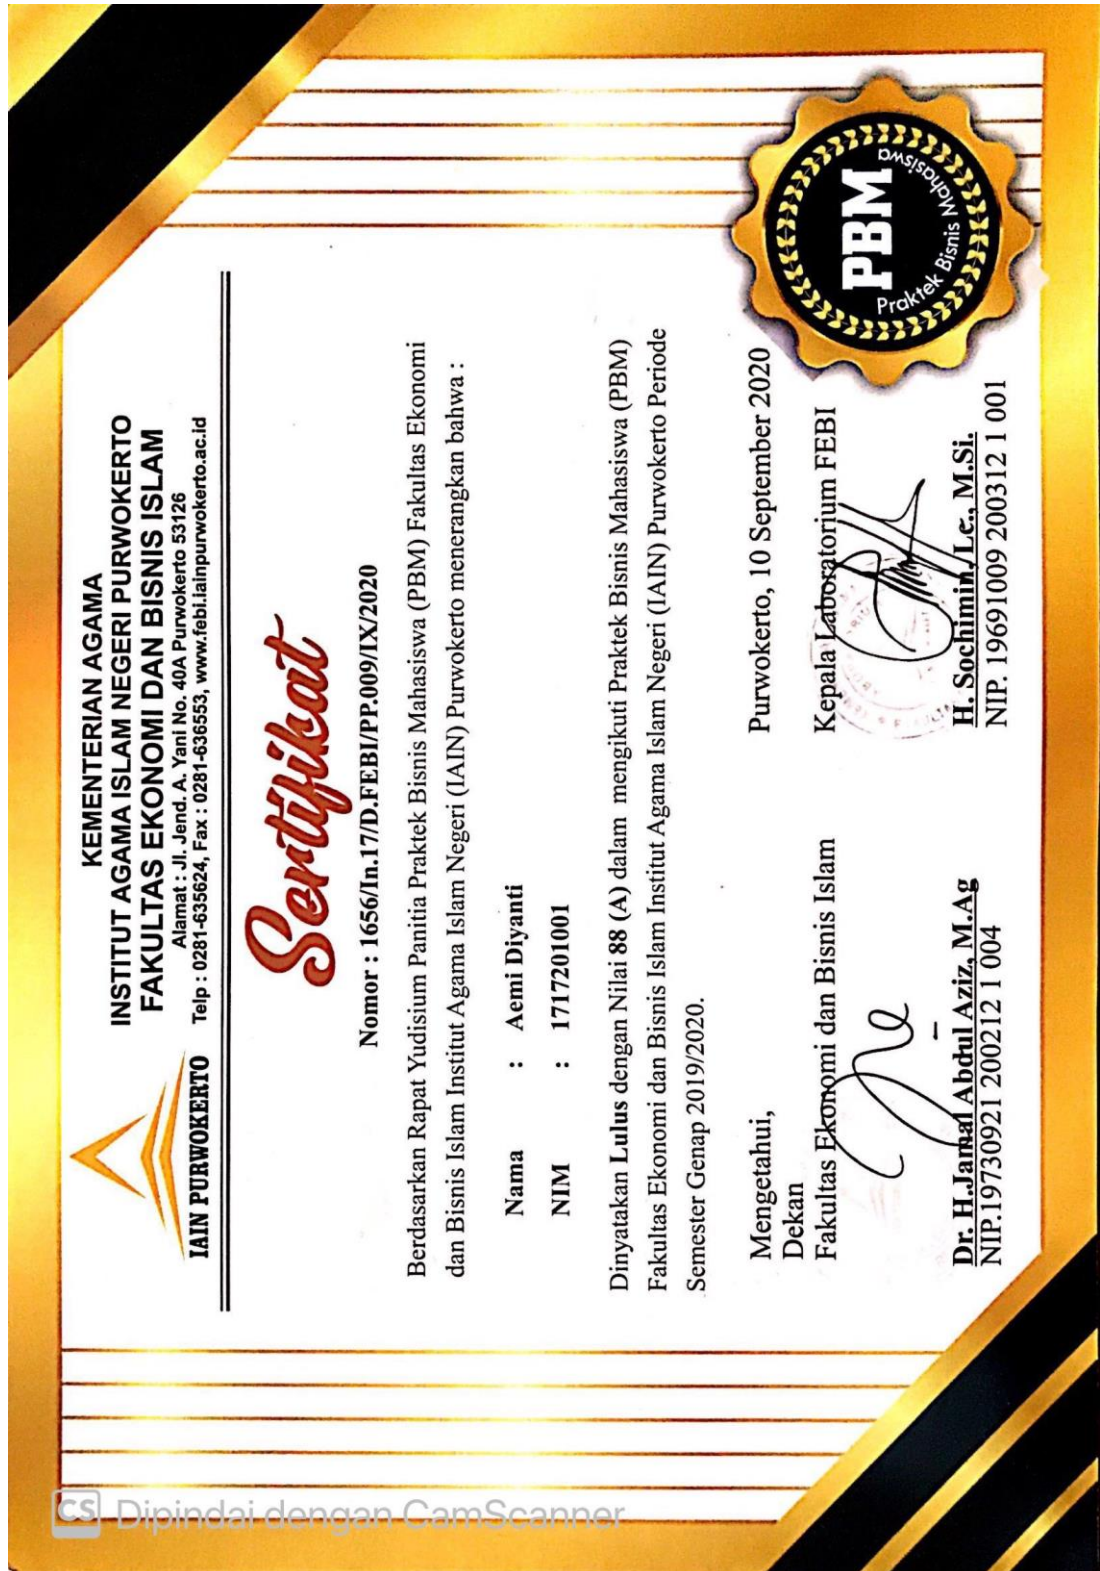 IAIN PURWOKERTO
KEMENTERIAN AGAMA
INSTITUT AGAMA ISLAM NEGERI PURWOKERTO
FAKULTAS EKONOMI DAN BISNIS ISLAM
Alamat : Jl. Jend. A. Yani No. 40A Purwokerto 53126
Telp : 0281-635624, Fax : 0281-636553, www.febi.iainpurwokerto.ac.id
Sertifikat
Nomor : 1656/In.17/D.FEBI/PP.009/IX/2020
Berdasarkan Rapat Yudisium Panitia Praktek Bisnis Mahasiswa (PBM) Fakultas Ekonomi
dan Bisnis Islam Institut Agama Islam Negeri (IAIN) Purwokerto menerangkan bahwa :
Nama : Aemi Diyanti
NIM : 1717201001
Dinyatakan Lulus dengan Nilai 88 (A) dalam mengikuti Praktek Bisnis Mahasiswa (PBM)
Fakultas Ekonomi dan Bisnis Islam Institut Agama Islam Negeri (IAIN) Purwokerto Periode
Semester Genap 2019/2020.
Mengetahui,
Dekan
Fakultas Ekonomi dan Bisnis Islam
Dr. H.Jamal Abdul Aziz, M.Ag
NIP.19730921 200212 1 004
Purwokerto, 10 September 2020
Kepala Laboratorium FEBI
H. Sochimin, Lc., M.Si.
NIP. 19691009 200312 1 001
PBM
Praktek Bisnis Mahasiswa
CS Dipindai dengan CamScanner